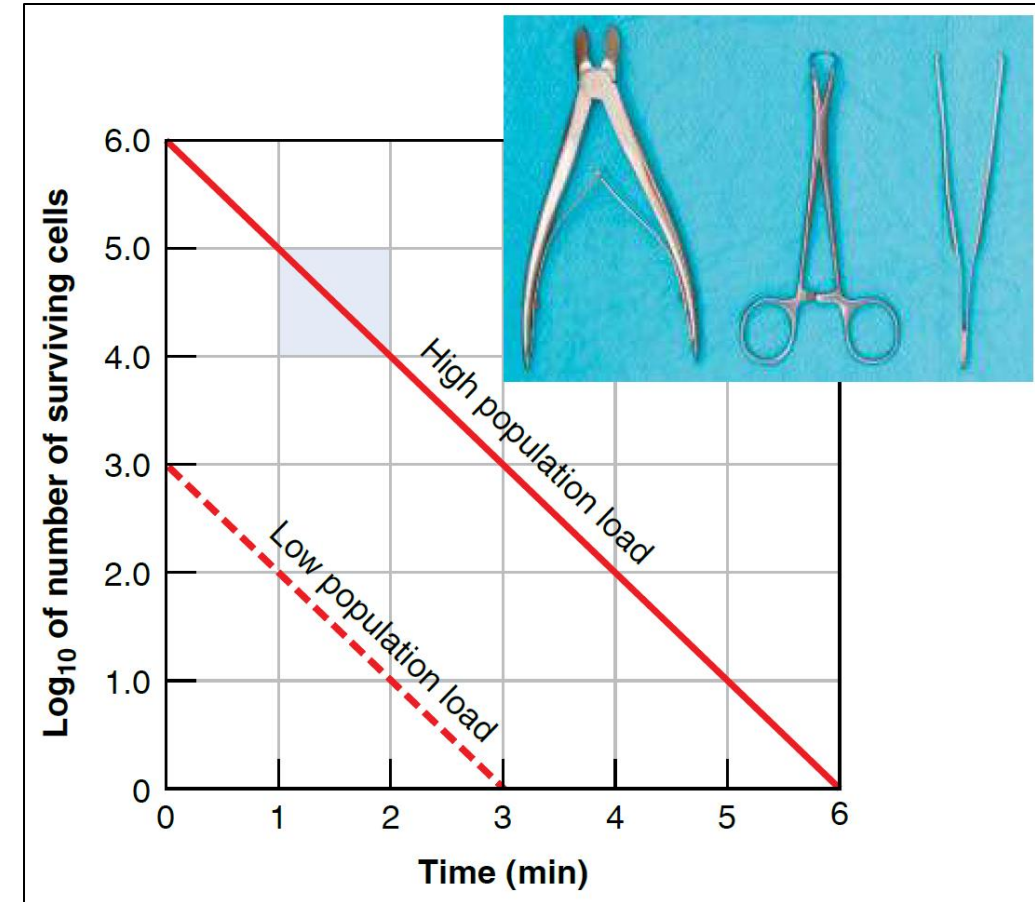 Log₁₀ of number of surviving cells
6.0
5.0
4.0
3.0
2.0
1.0
0
High population load
Low population load
0 1 2 3 4 5 6
Time (min)